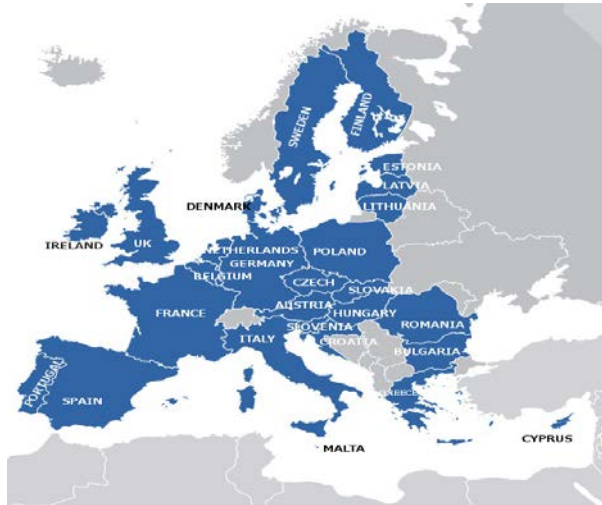 SWEDEN
FINLAND
ESTONIA
LATVIA
LITHUANIA
DENMARK
IRELAND
UK
NETHERLANDS
POLAND
GERMANY
BELGIUM
CZECH
SLOVAKIA
AUSTRIA
HUNGARY
FRANCE
SLOVENIA
ROMANIA
ITALY
CROATIA
BULGARIA
PORTUGAL
SPAIN
GREECE
MALTA
CYPRUS